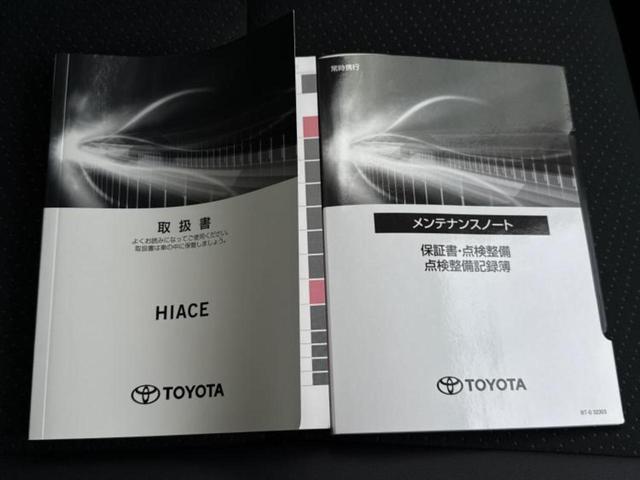 取扱書
よくお読みになってご使用ください。
取扱書は車の中に保管しましょう。
HIACE
TOYOTA
常時携行
メンテナンスノート
保証書・点検整備
点検整備記録簿
TOYOTA